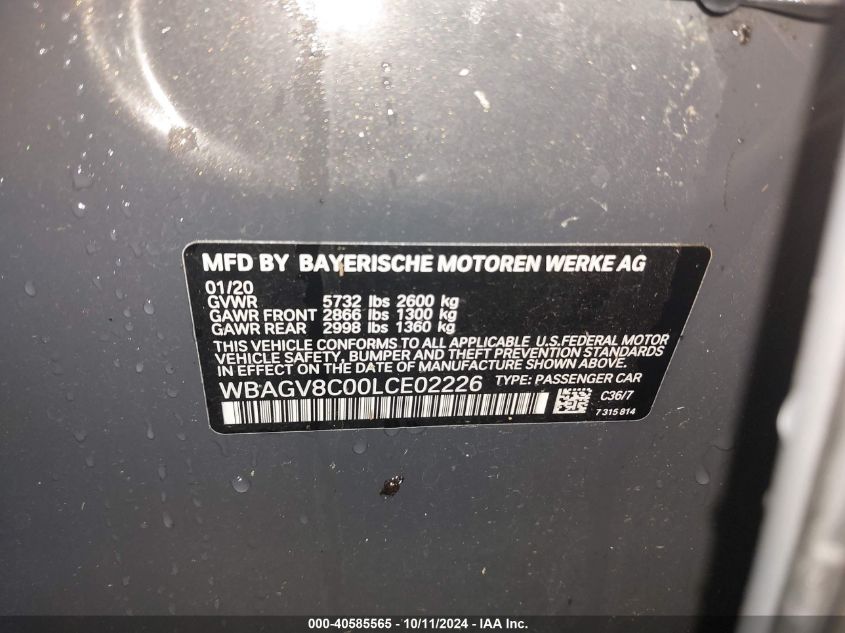 MFD BY BAYERISCHE MOTOREN WERKE AG
01/20
GVWR 5732 lbs 2600 kg
GAWR FRONT 2866 lbs 1300 kg
GAWR REAR 2998 lbs 1360 kg
THIS VEHICLE CONFORMS TO ALL APPLICABLE U.S.FEDERAL MOTOR
VEHICLE SAFETY, BUMPER AND THEFT PREVENTION STANDARDS
IN EFFECT ON THE DATE OF MANUFACTURE SHOWN ABOVE.
WBAGV8C00LCE02226 TYPE: PASSENGER CAR
C36/7
7 315 814
000-40585565 - 10/11/2024 - IAA Inc.